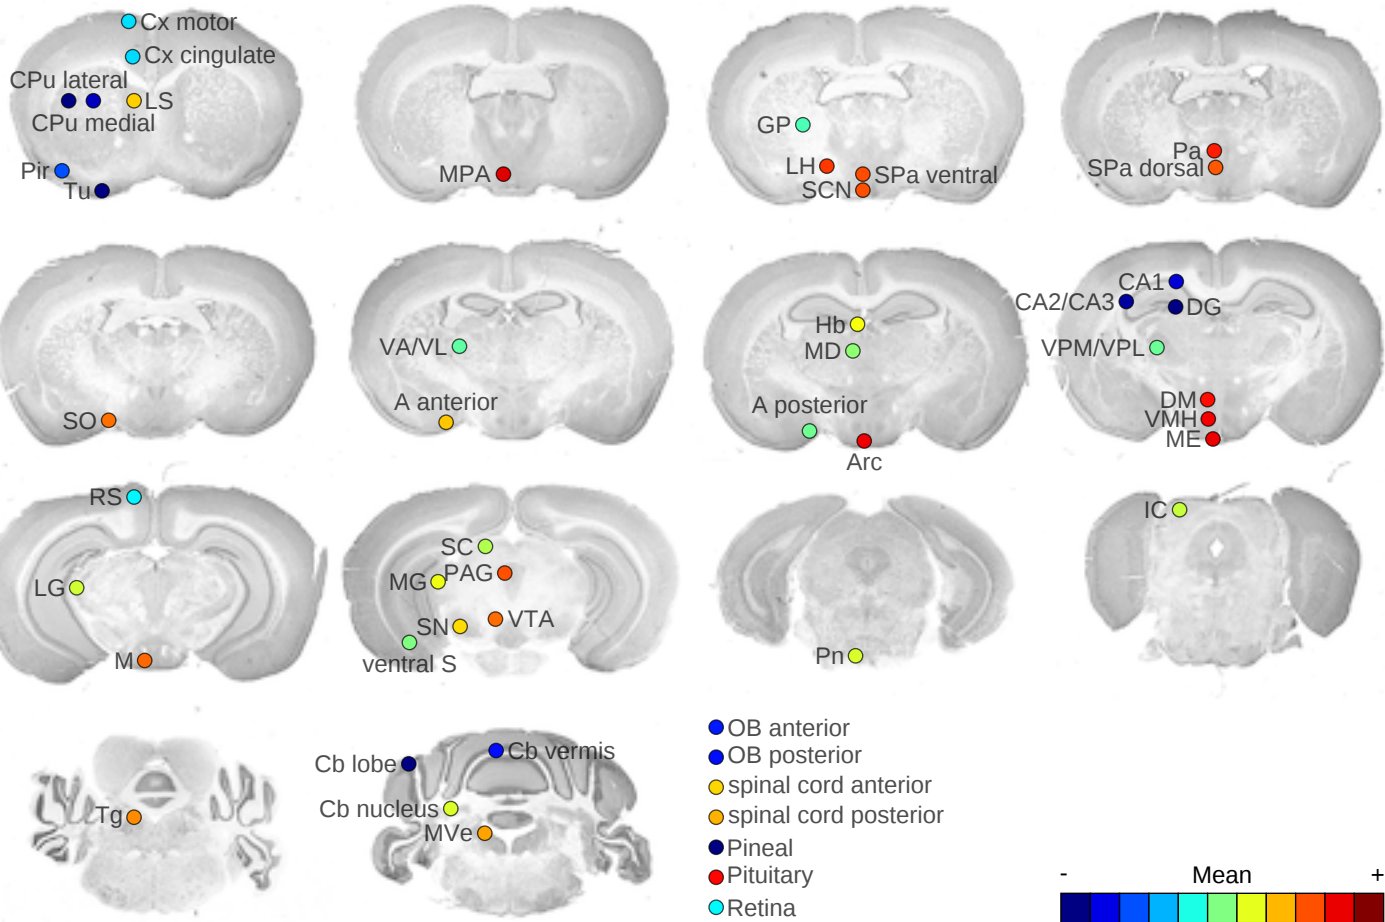 Cx motor
Cx cingulate
CPu lateral
LS
CPu medial
Pir
Tu
MPA
GP
LH
SPa ventral
SCN
Pa
SPa dorsal
SO
VA/VL
A anterior
Hb
MD
A posterior
Arc
CA1
CA2/CA3
DG
VPM/VPL
DM
VMH
ME
RS
LG
M
SC
PAG
MG
VTA
SN
ventral S
Pn
IC
Tg
Cb vermis
Cb lobe
Cb nucleus
MVe
OB anterior
OB posterior
spinal cord anterior
spinal cord posterior
Pineal
Pituitary
Retina
- Mean +